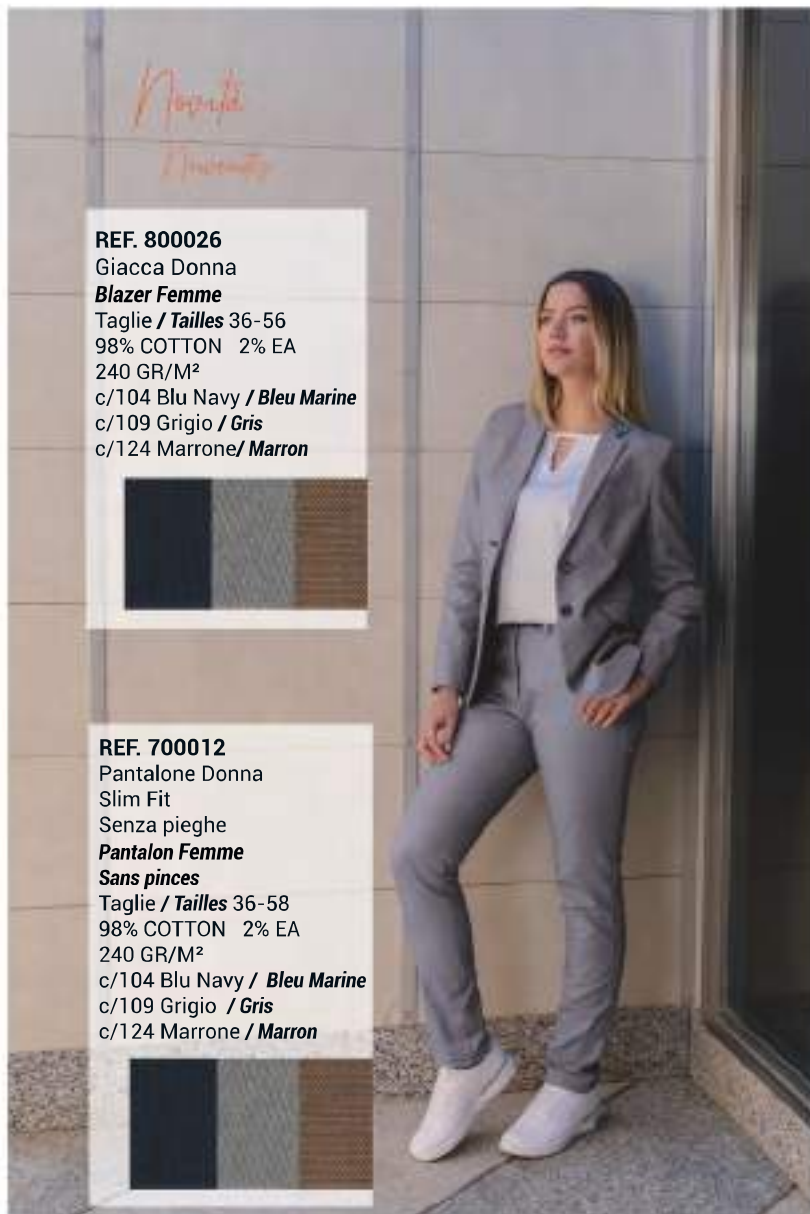 Novità
REF. 800026
Giacca Donna
Blazer Femme
Taglie / Tailles 36-56
98% COTTON 2% EA
240 GR/M²
c/104 Blu Navy / Bleu Marine
c/109 Grigio / Gris
c/124 Marrone/ Marron
REF. 700012
Pantalone Donna
Slim Fit
Senza pieghe
Pantalon Femme
Sans pinces
Taglie / Tailles 36-58
98% COTTON 2% EA
240 GR/M²
c/104 Blu Navy / Bleu Marine
c/109 Grigio / Gris
c/124 Marrone / Marron